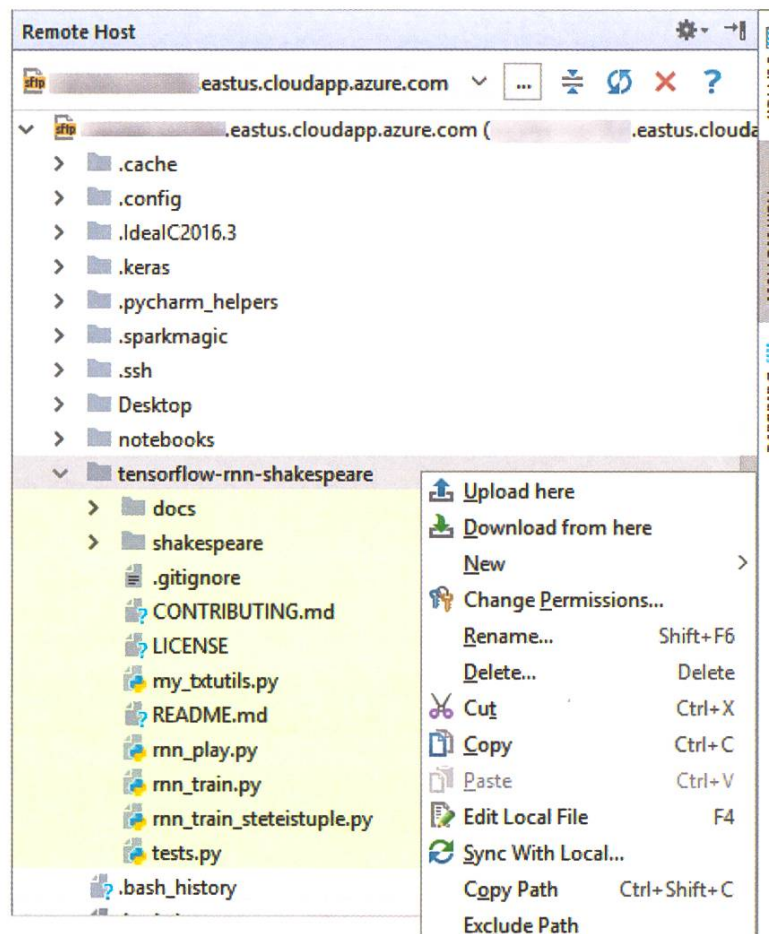 Remote Host
sftp .eastus.cloudapp.azure.com ...  ?
sftp .eastus.cloudapp.azure.com ( .eastus.clouda
.cache
.config
.IdealC2016.3
.keras
.pycharm_helpers
.sparkmagic
.ssh
Desktop
notebooks
tensorflow-rnn-shakespeare
docs
shakespeare
.gitignore
CONTRIBUTING.md
LICENSE
my_txtutils.py
README.md
rnn_play.py
rnn_train.py
rnn_train_steteistuple.py
tests.py
.bash_history
Upload here
Download from here
New
Change Permissions...
Rename... Shift+F6
Delete... Delete
Cut Ctrl+X
Copy Ctrl+C
Paste Ctrl+V
Edit Local File F4
Sync With Local...
Copy Path Ctrl+Shift+C
Exclude Path